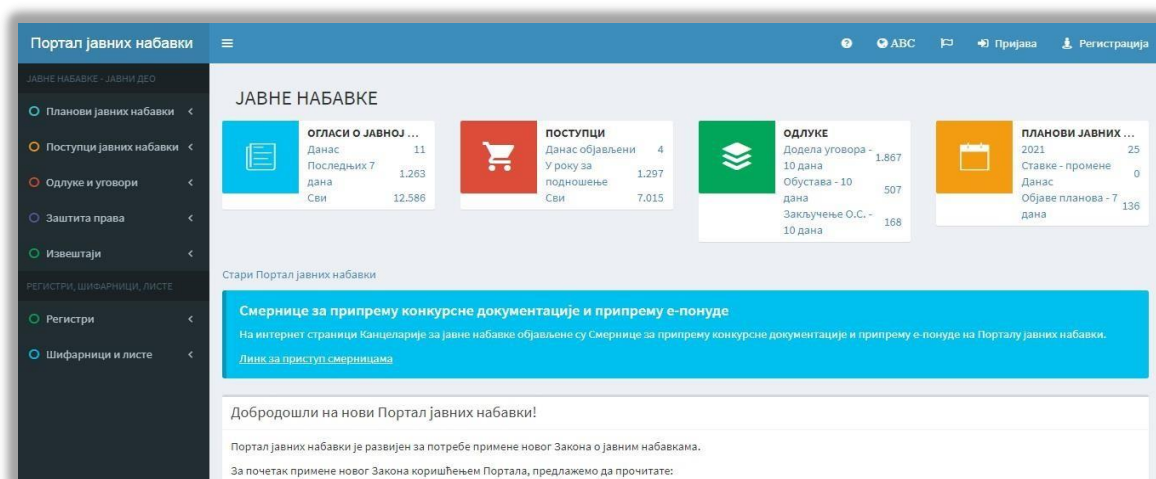 Портал јавних набавки
ABC
Пријава
Регистрација
ЈАВНЕ НАБАВКЕ - ЈАВНИ ДЕО
Планови јавних набавки
Поступци јавних набавки
Одлуке и уговори
Заштита права
Извештаји
РЕГИСТРИ, ШИФАРНИЦИ, ЛИСТЕ
Регистри
Шифарници и листе
ЈАВНЕ НАБАВКЕ
ОГЛАСИ О ЈАВНОЈ ...
Данас 11
Последњих 7
дана 1.263
Сви 12.586
ПОСТУПЦИ
Данас објављени 4
У року за
подношење 1.297
Сви 7.015
ОДЛУКЕ
Додела уговора -
10 дана 1.867
Обустава - 10
дана 507
Закључење О.С. -
10 дана 168
ПЛАНОВИ ЈАВНИХ ...
2021 25
Ставке - промене
Данас 0
Објаве планова - 7
дана 136
Стари Портал јавних набавки
Смернице за припрему конкурсне документације и припрему е-понуде
На интернет страници Канцеларије за јавне набавке објављене су Смернице за припрему конкурсне документације и припрему е-понуде на Порталу јавних набавки.
Линк за приступ смерницама
Добродошли на нови Портал јавних набавки!
Портал јавних набавки је развијен за потребе примене новог Закона о јавним набавкама.
За почетак примене новог Закона коришћењем Портала, предлажемо да прочитате: